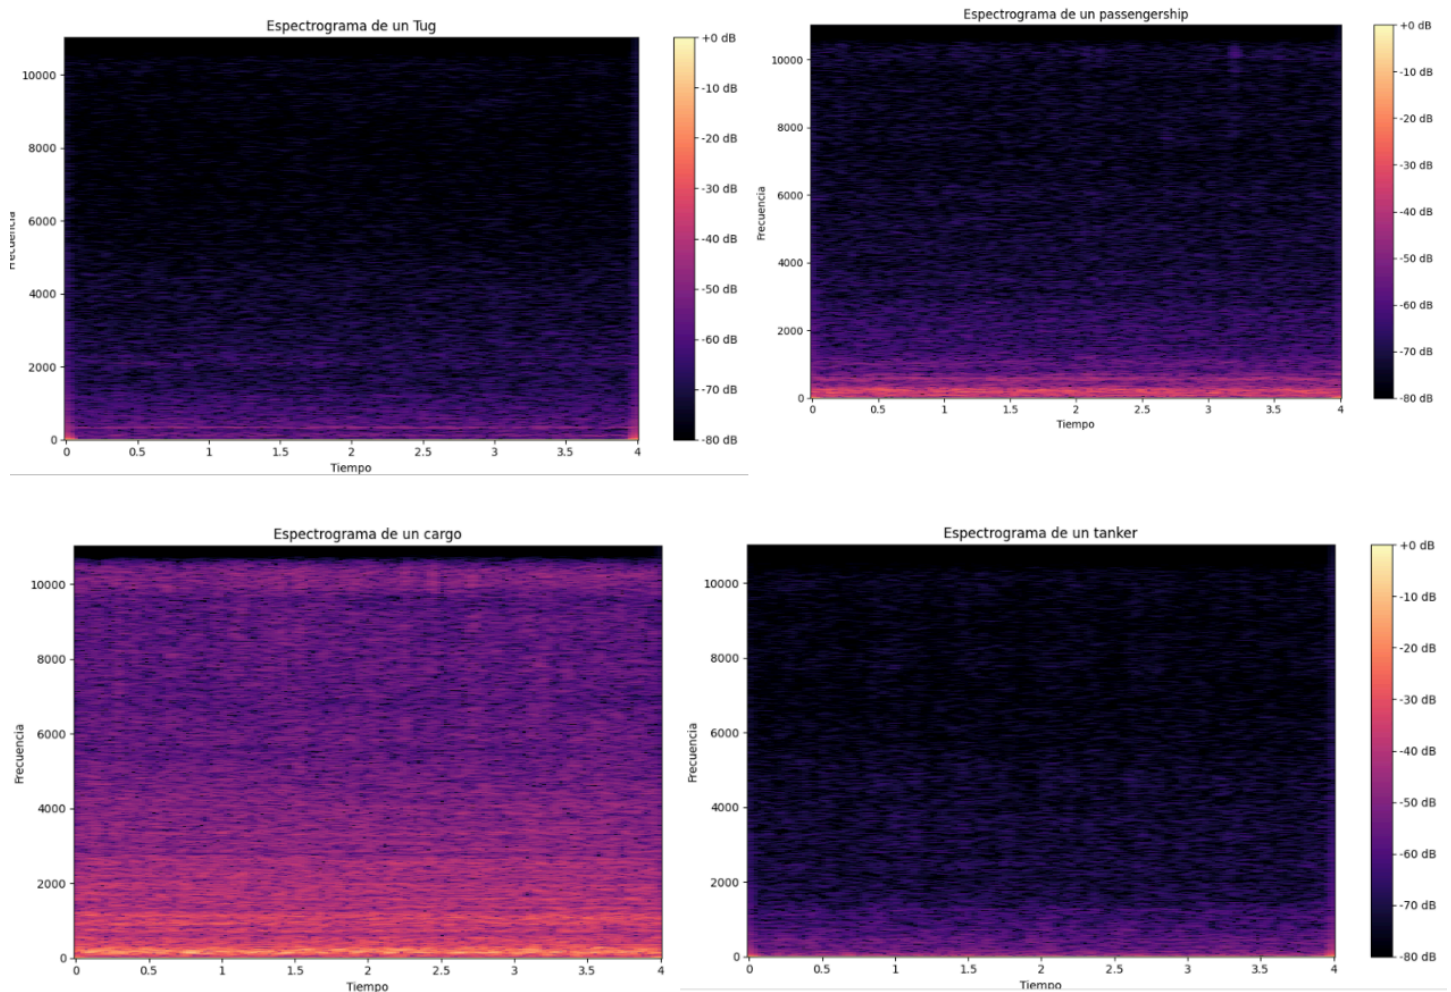 Espectrograma de un Tug
+0 dB
10000
-10 dB
8000
-20 dB
-30 dB
6000
-40 dB
4000
-50 dB
-60 dB
2000
-70 dB
0
-80 dB
0 0.5 1 1.5 2 2.5 3 3.5 4
Tiempo
Espectrograma de un passengership
+0 dB
10000
-10 dB
8000
-20 dB
-30 dB
6000
-40 dB
4000
-50 dB
-60 dB
2000
-70 dB
0
-80 dB
Frecuencia
0 0.5 1 1.5 2 2.5 3 3.5 4
Tiempo
Espectrograma de un cargo
10000
8000
6000
4000
2000
0
Frecuencia
0 0.5 1 1.5 2 2.5 3 3.5 4
Tiempo
Espectrograma de un tanker
+0 dB
10000
-10 dB
8000
-20 dB
-30 dB
6000
-40 dB
4000
-50 dB
-60 dB
2000
-70 dB
0
-80 dB
Frecuencia
0 0.5 1 1.5 2 2.5 3 3.5 4
Tiempo